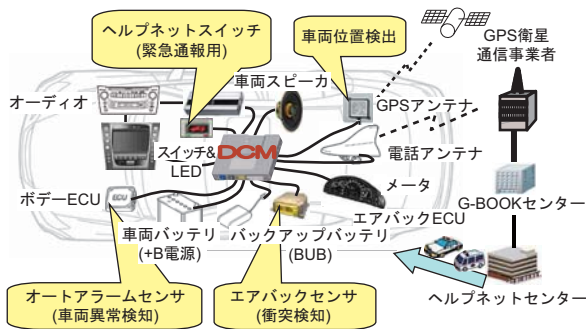 ヘルプネットスイッチ
(緊急通報用)
車両位置検出
GPS衛星
通信事業者
車両スピーカ
オーディオ
GPSアンテナ
スイッチ&
LED
DCM
電話アンテナ
メータ
ボデーECU
ECU
エアバックECU
G-BOOKセンター
車両バッテリ
(+B電源)
バックアップバッテリ
(BUB)
オートアラームセンサ
(車両異常検知)
エアバックセンサ
(衝突検知)
ヘルプネットセンター